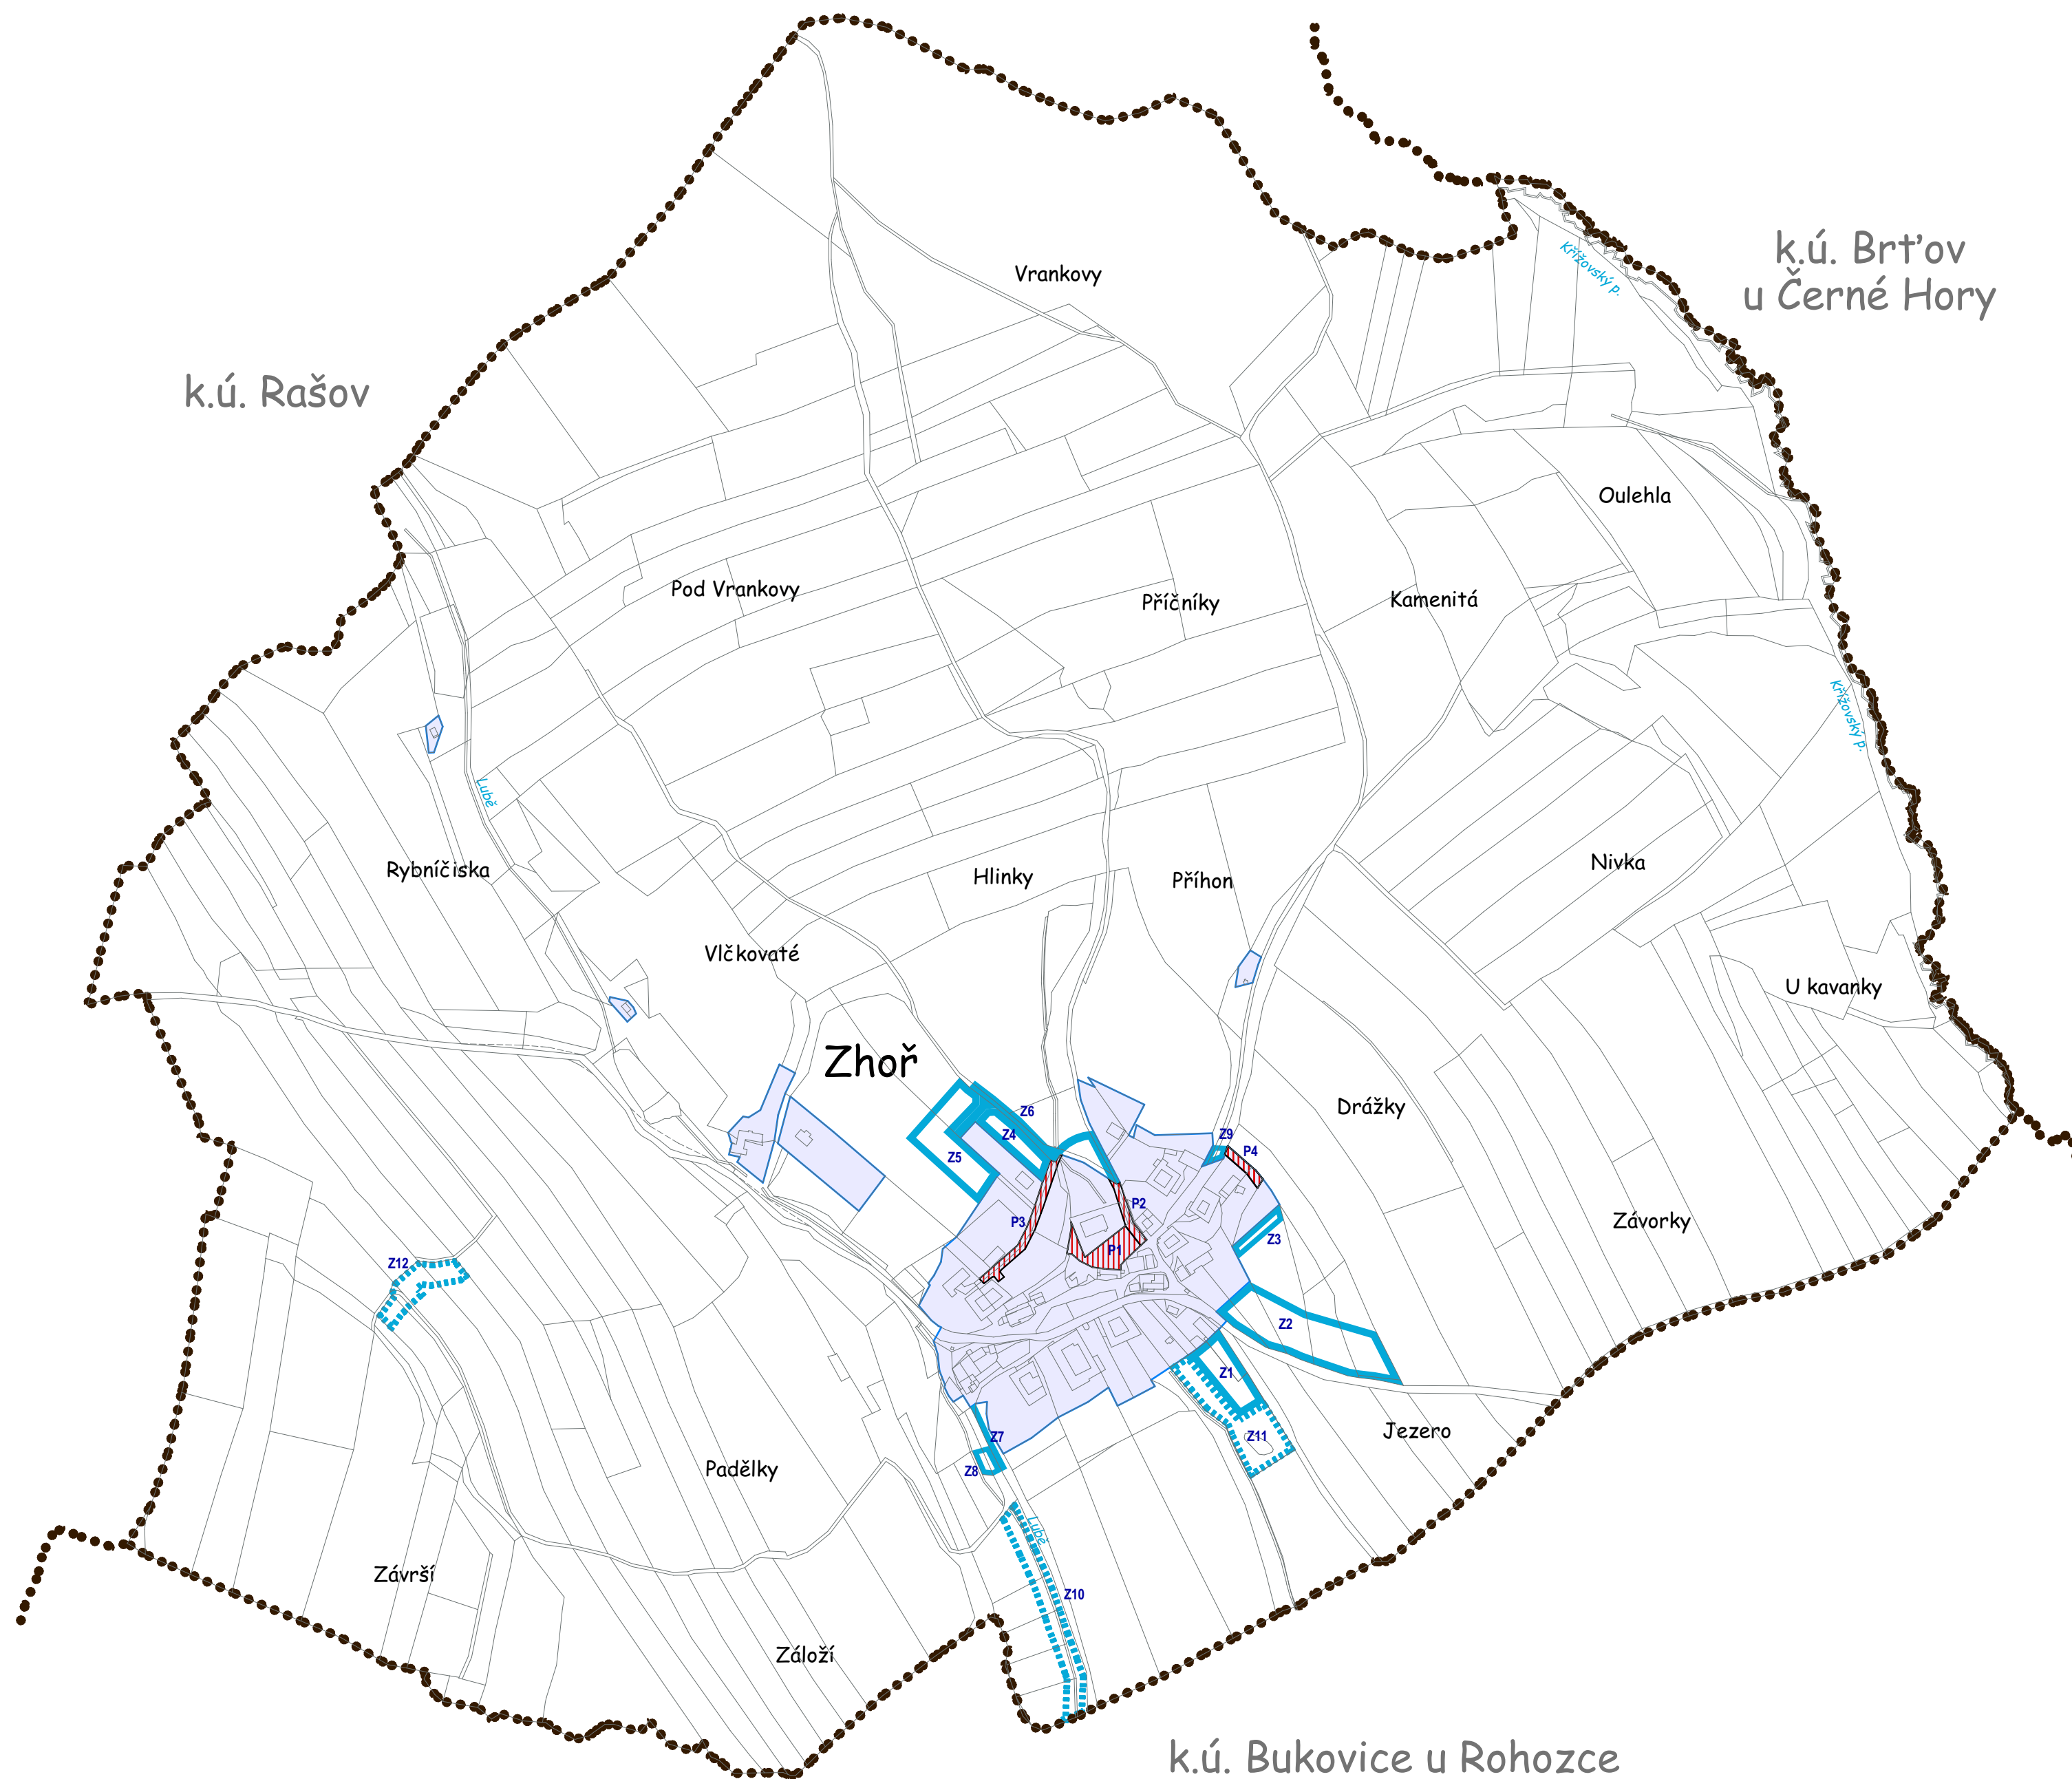 k.ú. Brťov
u Černé Hory
Křížovský p.
Vrankovy
k.ú. Rašov
Oulehla
Pod Vrankovy
Příčníky
Kamenitá
Křížovský p.
Lubě
Rybníčiska
Hlinky
Příhon
Nivka
Vlčkovaté
U kavanky
Zhoř
Drážky
Z6
Z4
Z9
Z5
P4
P2
P3
Závorky
Z3
P1
Z12
Z2
Z1
Jezero
Z7
Z11
Padělky
Z8
Lubě
Závrší
Z10
Záloží
k.ú. Bukovice u Rohozce